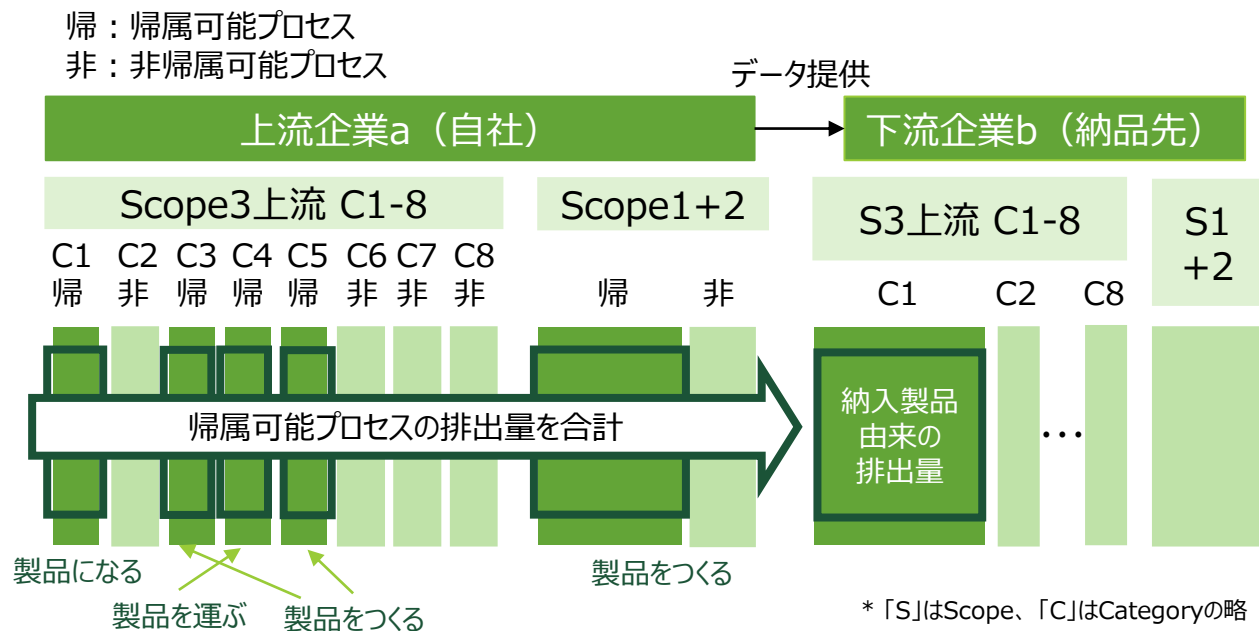 帰：帰属可能プロセス
非：非帰属可能プロセス
データ提供
上流企業a（自社）
下流企業b（納品先）
Scope3上流 C1-8
Scope1+2
S3上流 C1-8
S1
+2
C1 C2 C3 C4 C5 C6 C7 C8
帰 非 帰 帰 帰 非 非 非
帰 非
C1 C2 C8
帰属可能プロセスの排出量を合計
納入製品
由来の
排出量
…
製品になる
製品を運ぶ
製品をつくる
製品をつくる
*「S」はScope、「C」はCategoryの略